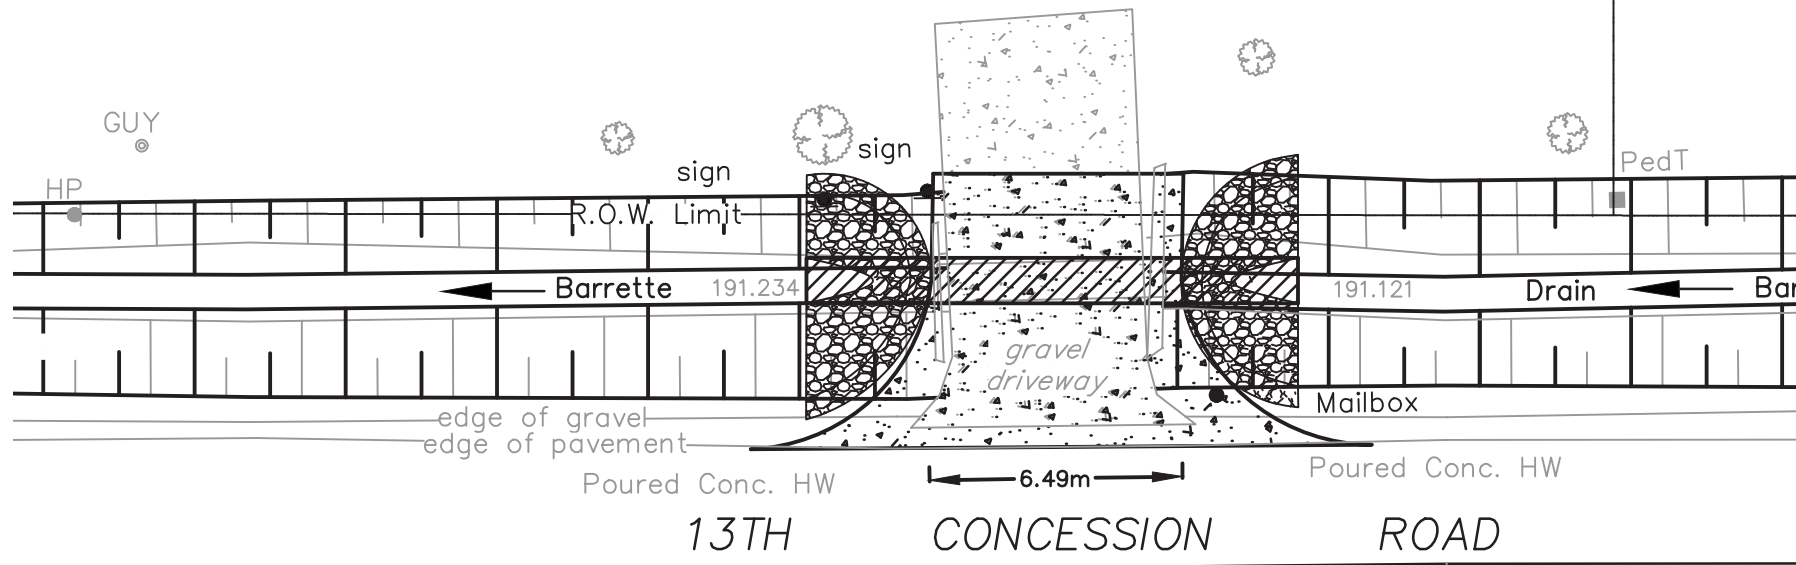 GUY
sign
sign
PedT
HP
R.O.W. Limit
Barrette
191.234
191.121
Drain
Bar
gravel
driveway
Mailbox
edge of gravel
edge of pavement
6.49m
Poured Conc. HW
Poured Conc. HW
13TH CONCESSION ROAD